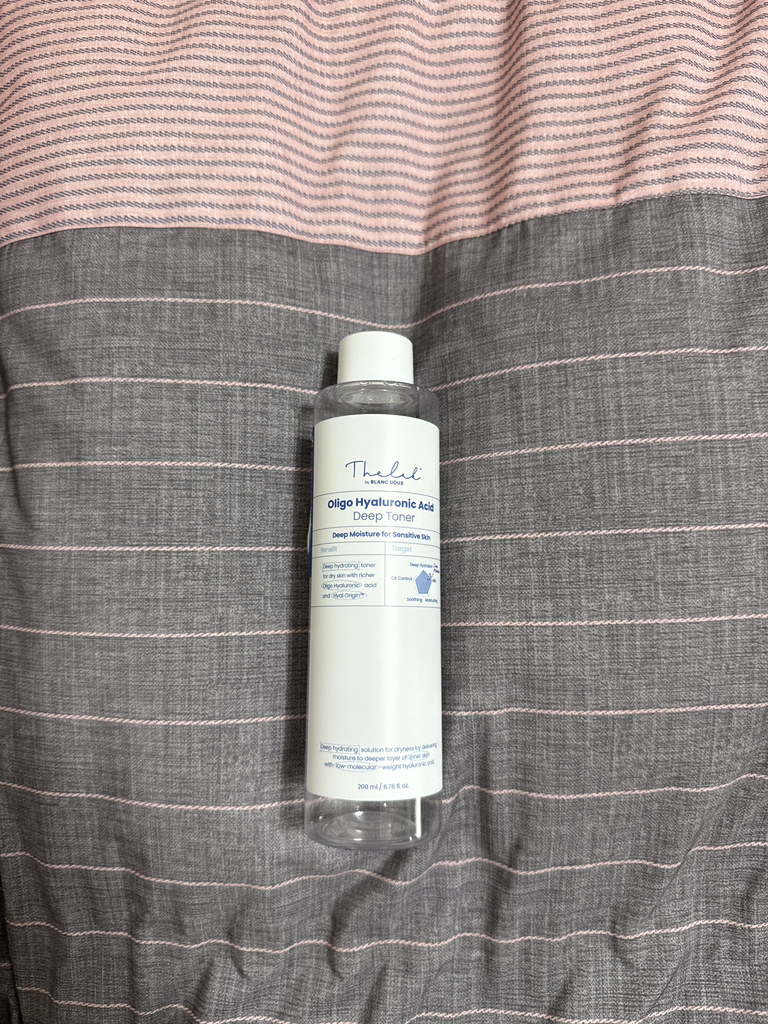 Thelab
by BLANC DOUX
Oligo Hyaluronic Acid
Deep Toner
Deep Moisture for Sensitive Skin
Benefit
Target
Deep hydrating toner
for dry skin with richer
Oligo Hyaluronic acid
and Hyal Origin™
Deep Hydration
Oil Control
Soothing
Deep hydrating solution for dryness by delivering
moisture to deeper layer of inner skin
with low-molecular-weight hyaluronic acid.
200 ml / 6.76 fl. oz.